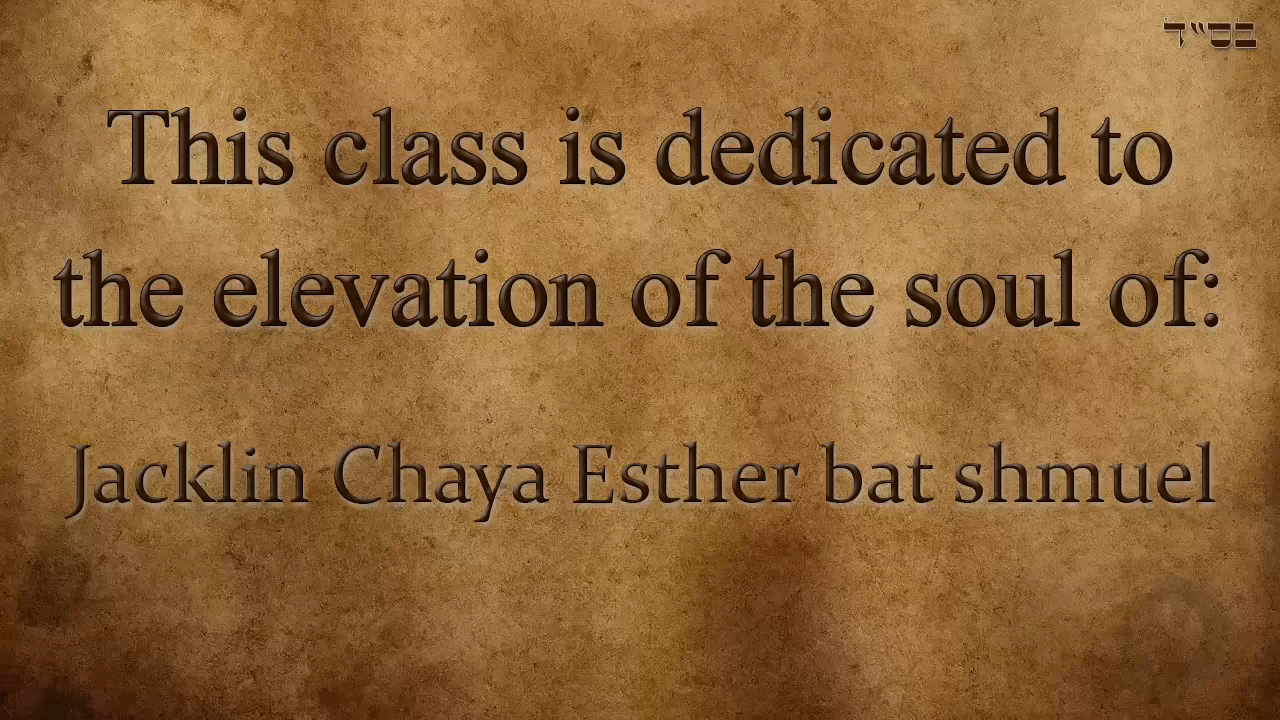 בס"ד
This class is dedicated to
the elevation of the soul of:
Jacklin Chaya Esther bat shmuel